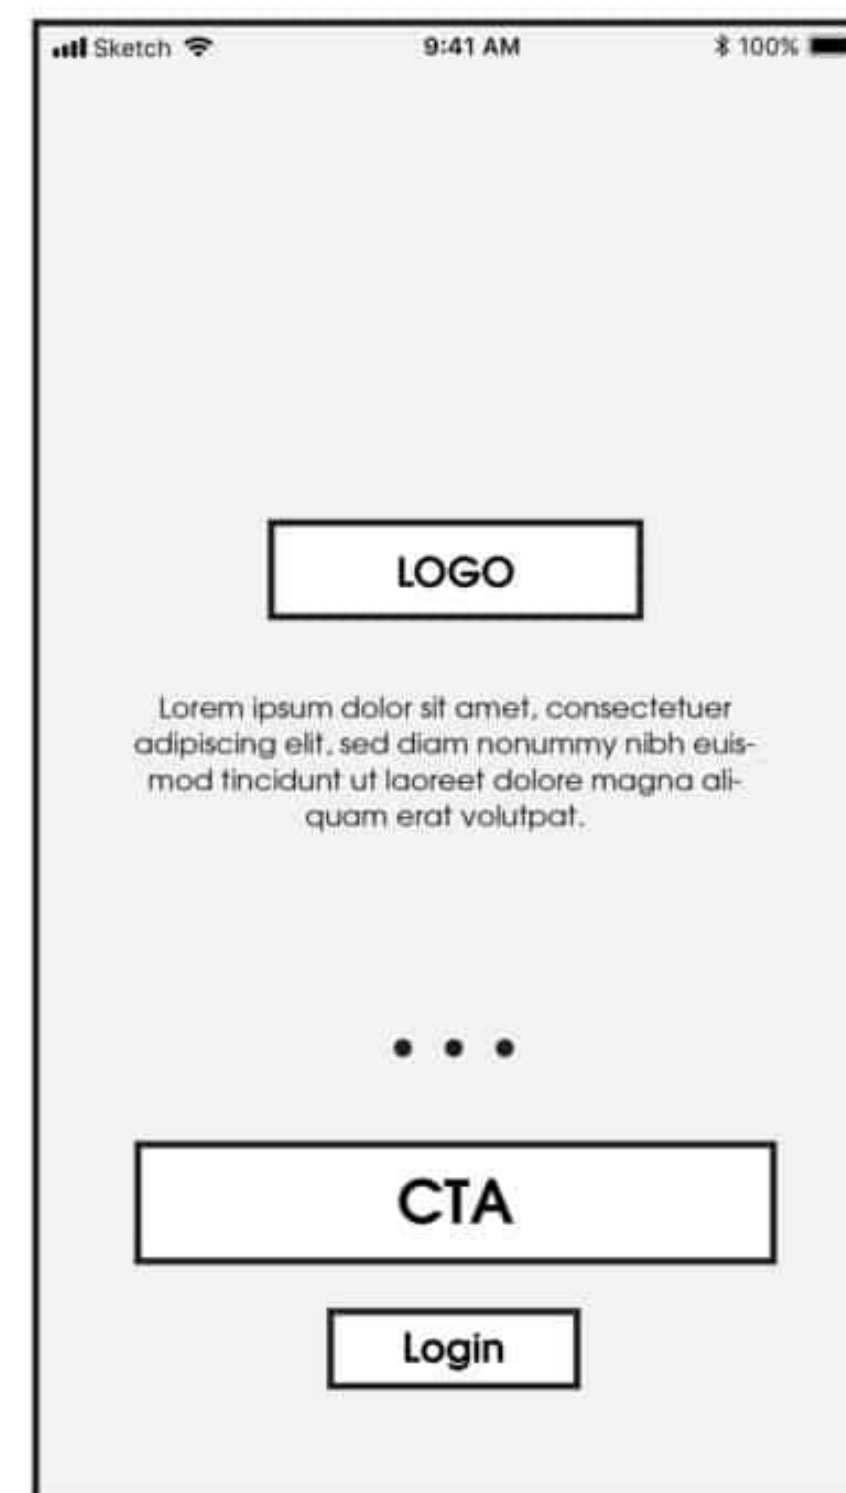 Sketch 9:41 AM 100%
LOGO
Lorem ipsum dolor sit amet, consectetuer
adipiscing elit, sed diam nonummy nibh euis-
mod tincidunt ut laoreet dolore magna ali-
quam erat volutpat.
CTA
Login